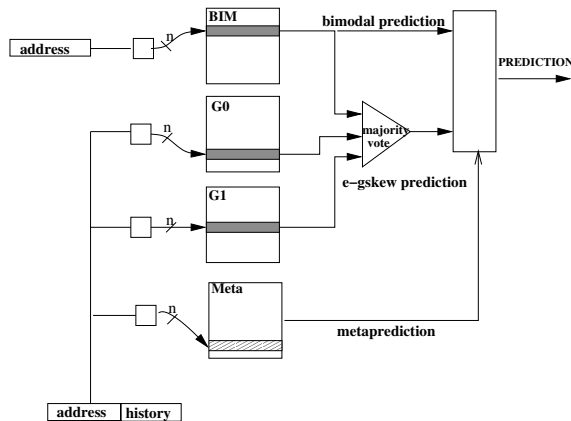 BIM
bimodal prediction
n
address
PREDICTION
G0
n
majority
vote
e-gskew prediction
G1
n
Meta
n
metaprediction
address history